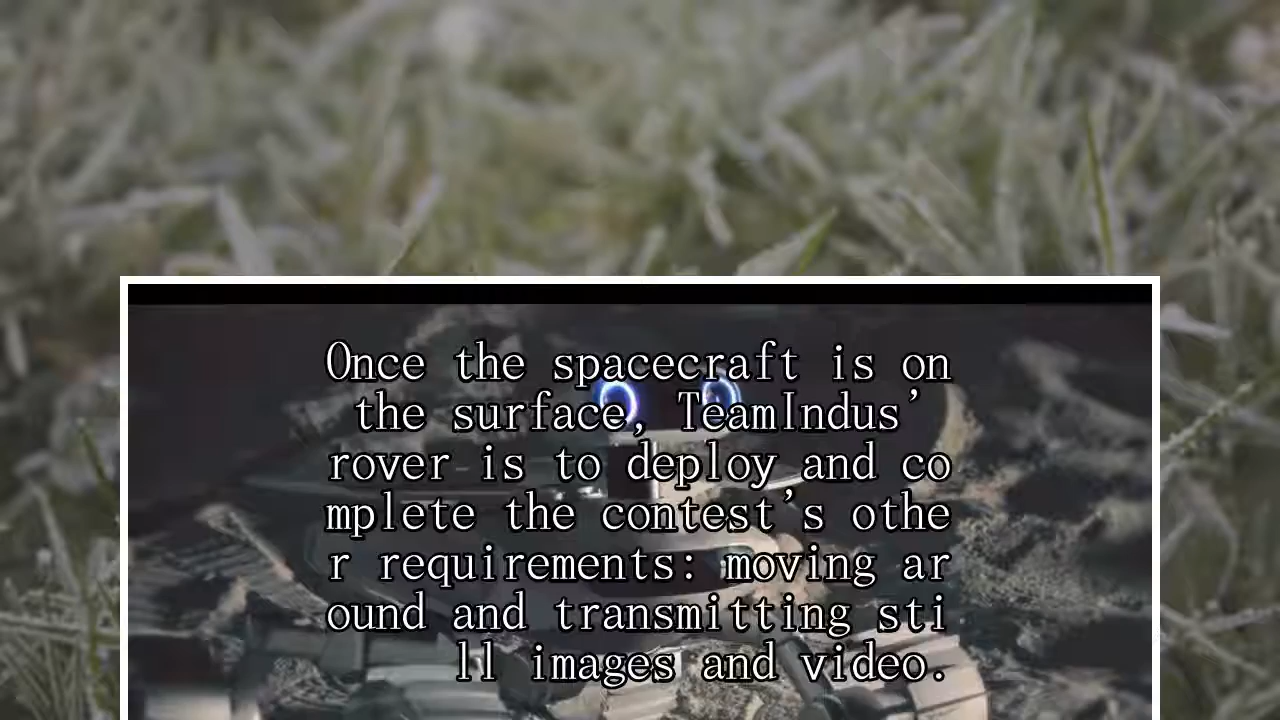 Once the spacecraft is on
the surface, TeamIndus’
rover is to deploy and co
mplete the contest’s othe
r requirements: moving ar
ound and transmitting sti
ll images and video.